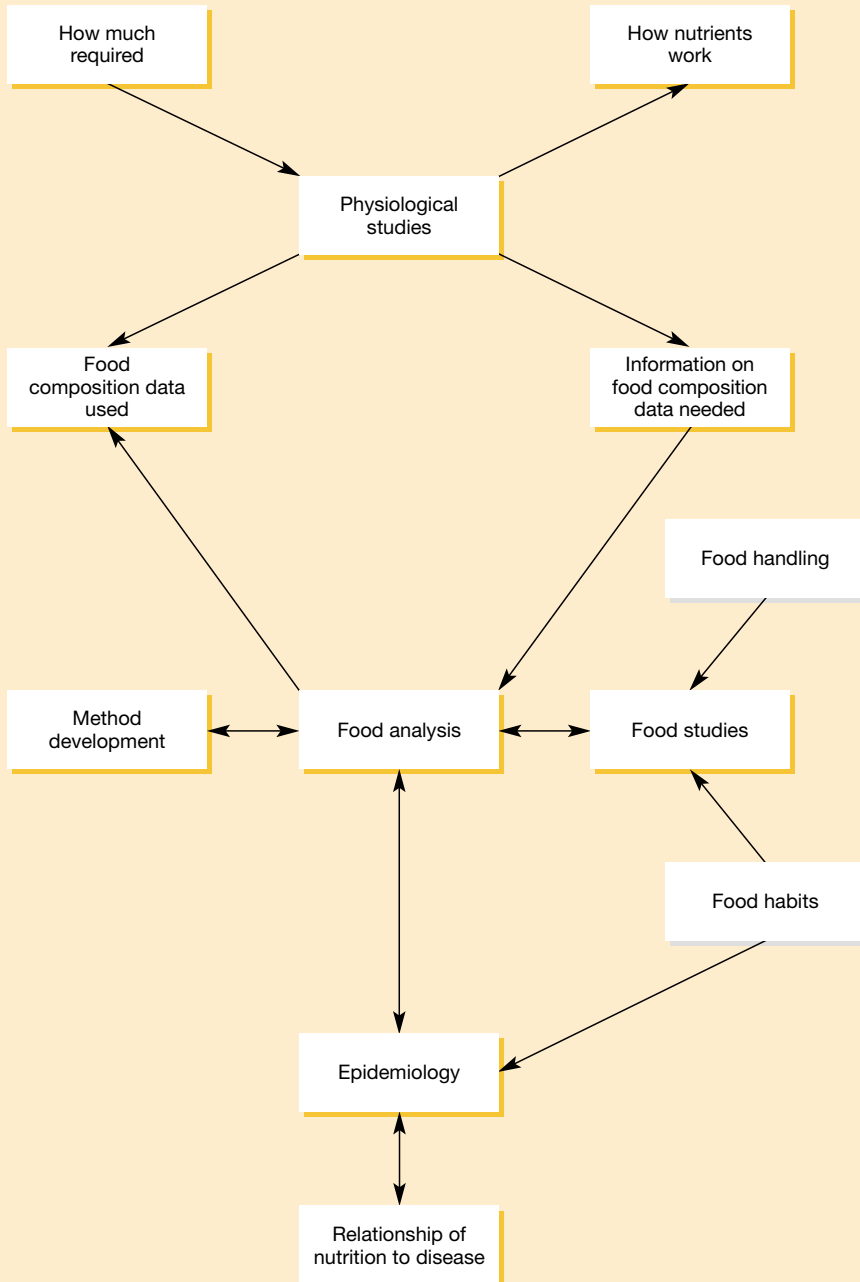 How much
required
How nutrients
work
Physiological
studies
Food
composition data
used
Information on
food composition
data needed
Food handling
Method
development
Food analysis
Food studies
Food habits
Epidemiology
Relationship of
nutrition to disease